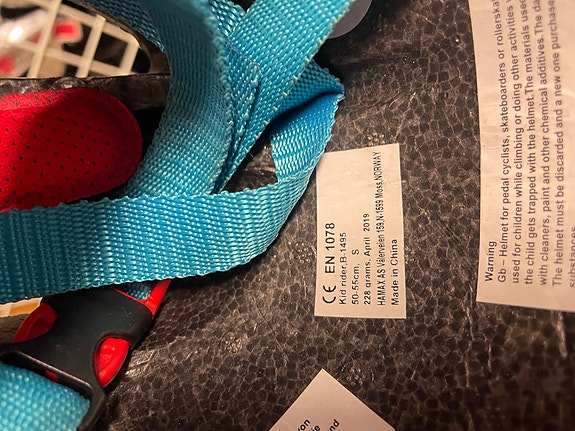 CE EN 1078
Kid rider,B-1495
50-55cm, S
228 grams, April, 2019
HAMAX AS Vålerveien 159,N-1599 Moss,NORWAY
Made in China
Warning
Gb – Helmet for pedal cyclists, skateboarders or rollerska
used for children while climbing or doing other activities
the child gets trapped with the helmet.The materials used
with cleaners, paint and other chemical additives.The da
The helmet must be discarded and a new one purchase
substances
on
nd